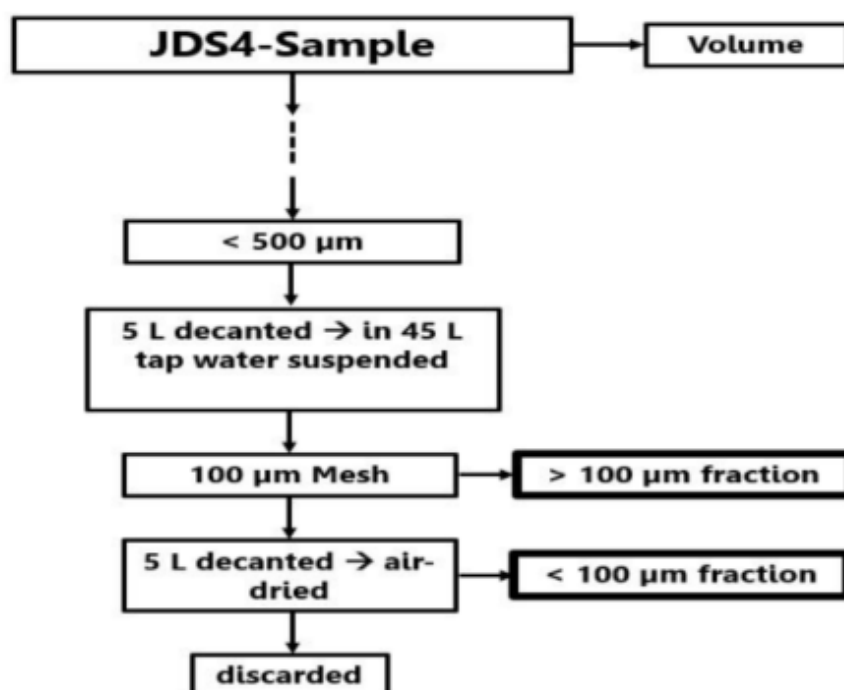 JDS4-Sample
Volume
< 500 µm
5 L decanted → in 45 L
tap water suspended
100 µm Mesh
> 100 µm fraction
5 L decanted → air-
dried
< 100 µm fraction
discarded